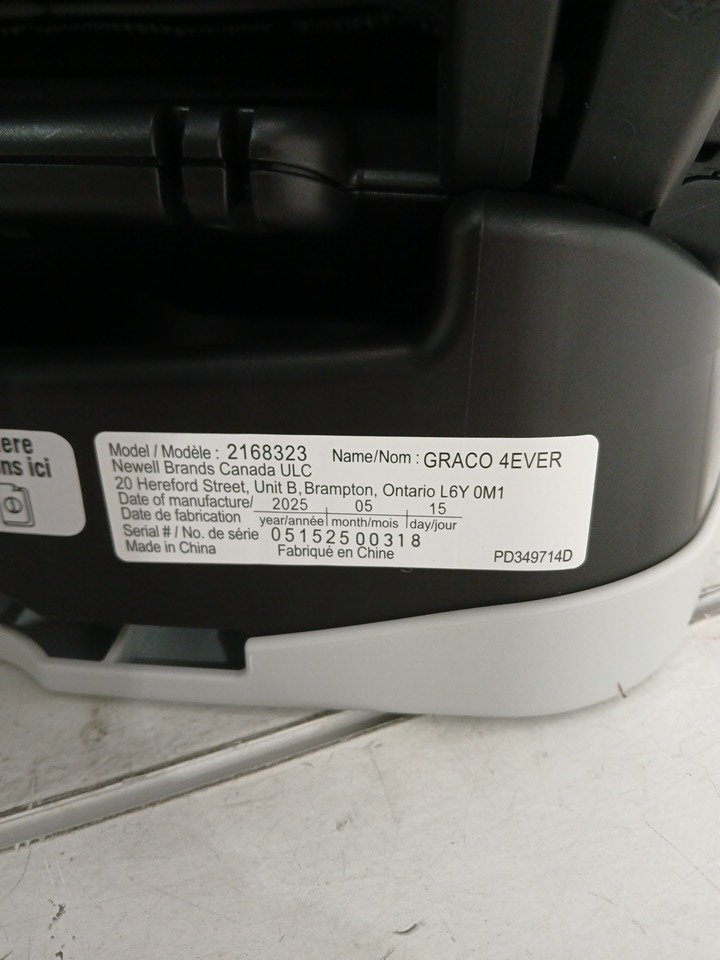 ere
ns ici
Model / Modèle : 2168323 Name/Nom : GRACO 4EVER
Newell Brands Canada ULC
20 Hereford Street, Unit B, Brampton, Ontario L6Y 0M1
Date of manufacture/ 2025 05 15
Date de fabrication year/année month/mois day/jour
Serial # / No. de série 05152500318
Made in China Fabriqué en Chine PD349714D